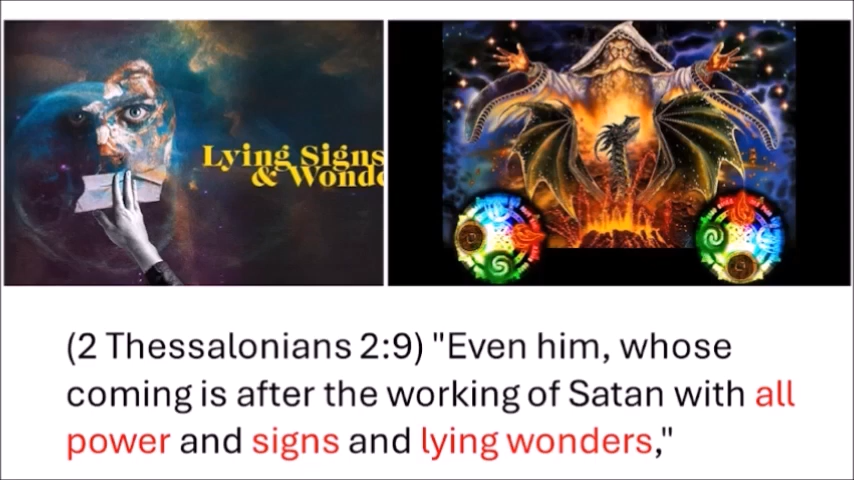 Lying Signs
& Wonde
(2 Thessalonians 2:9) "Even him, whose
coming is after the working of Satan with all
power and signs and lying wonders,"